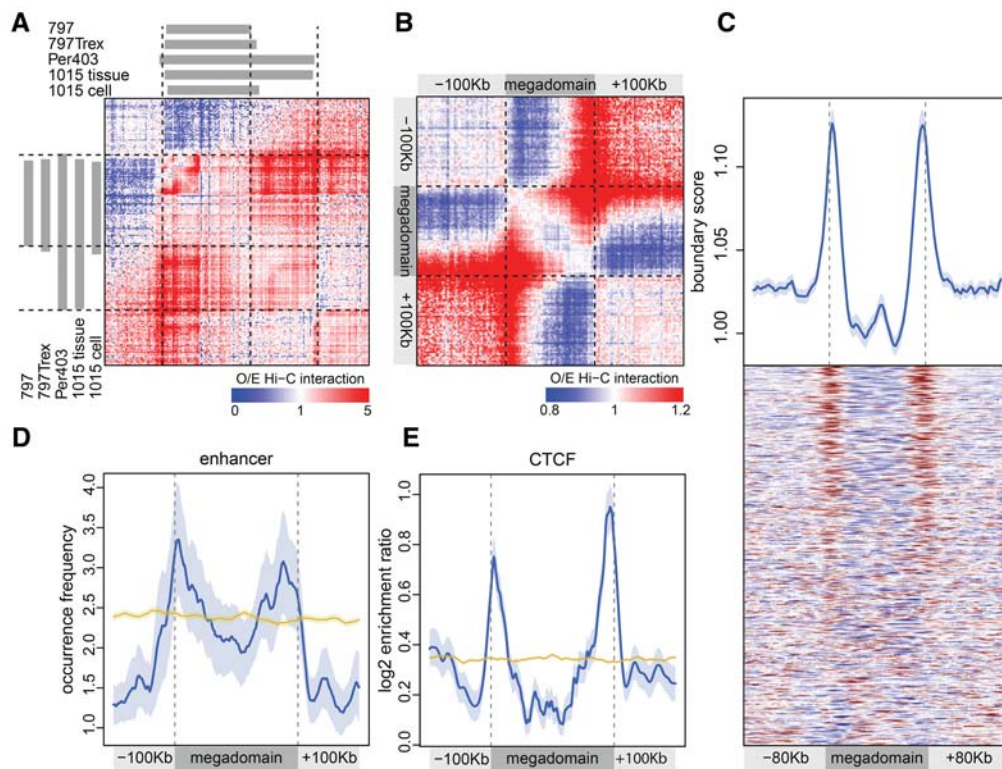 A
797
797Trex
Per403
1015 tissue
1015 cell
797
797Trex
Per403
1015 tissue
1015 cell
O/E Hi-C interaction
0 1 5
B
−100Kb megadomain +100Kb
−100Kb
megadomain
+100Kb
O/E Hi-C interaction
0.8 1 1.2
C
boundary score
1.10
1.05
1.00
−80Kb megadomain +80Kb
D
enhancer
occurrence frequency
4.0
3.5
3.0
2.5
2.0
1.5
1.0
−100Kb megadomain +100Kb
E
CTCF
log2 enrichment ratio
1.0
0.8
0.6
0.4
0.2
0.0
−100Kb megadomain +100Kb